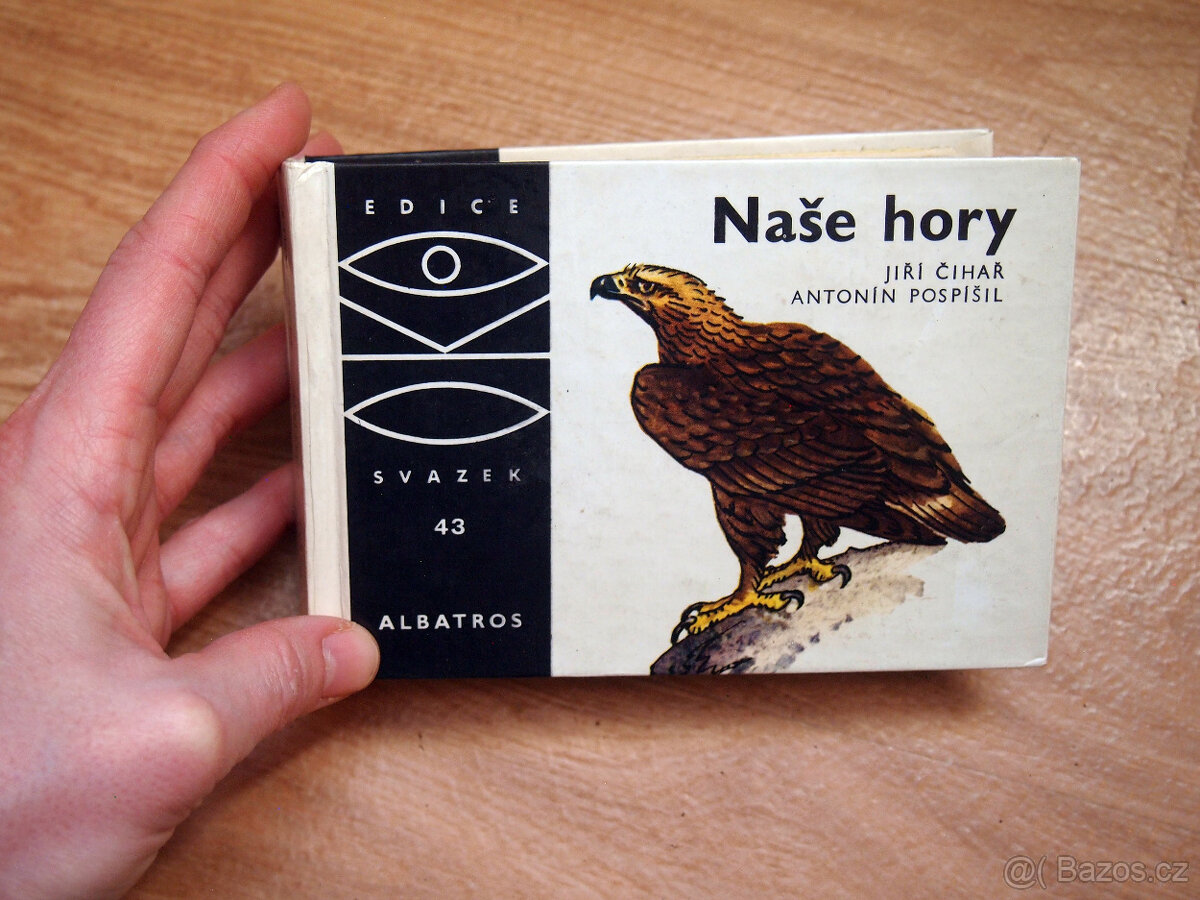 EDICE
SVAZEK
43
ALBATROS
Naše hory
JIŘÍ ČIHAŘ
ANTONÍN POSPÍŠIL
@( Bazos.cz